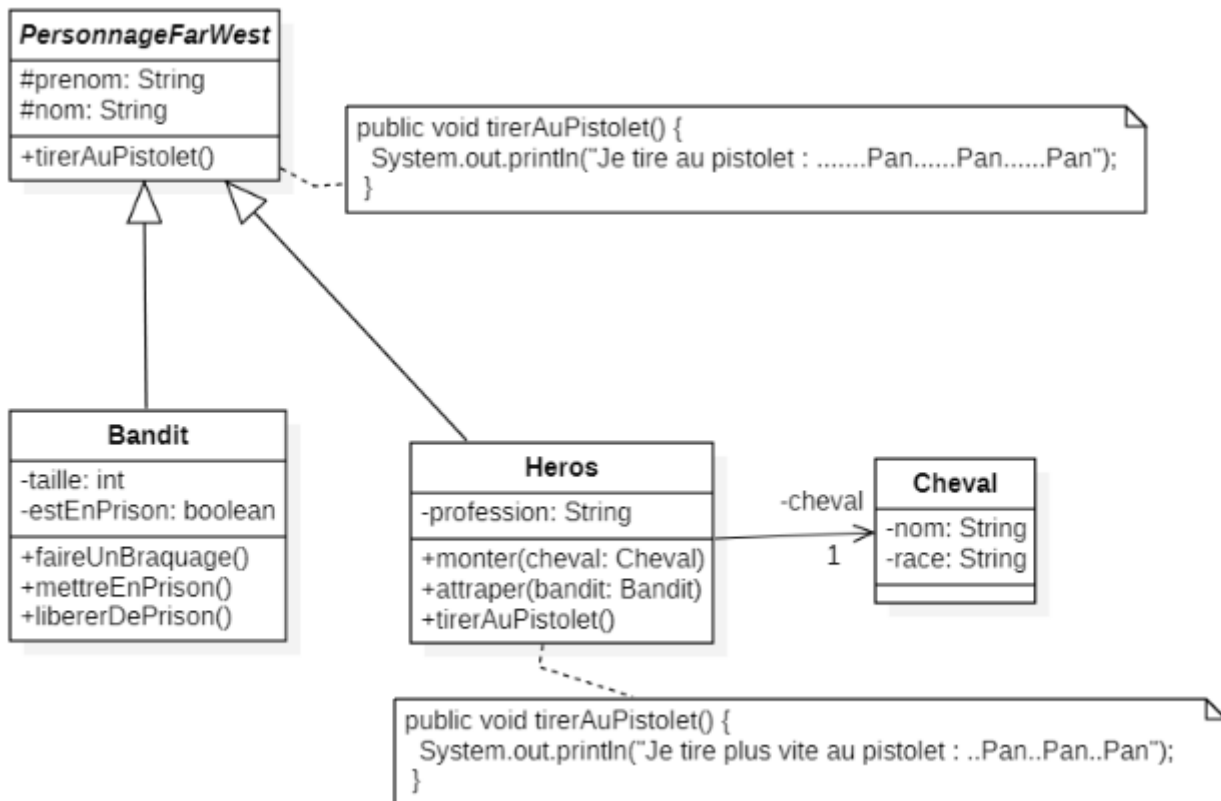 PersonnageFarWest
#prenom: String
#nom: String
+tirerAuPistolet()
public void tirerAuPistolet() {
System.out.println("Je tire au pistolet : .......Pan......Pan......Pan");
}
Bandit
-taille: int
-estEnPrison: boolean
+faireUnBraquage()
+mettreEnPrison()
+libererDePrison()
Heros
-profession: String
+monter(cheval: Cheval)
+attraper(bandit: Bandit)
+tirerAuPistolet()
-cheval
1
Cheval
-nom: String
-race: String
public void tirerAuPistolet() {
System.out.println("Je tire plus vite au pistolet : ..Pan..Pan..Pan");
}